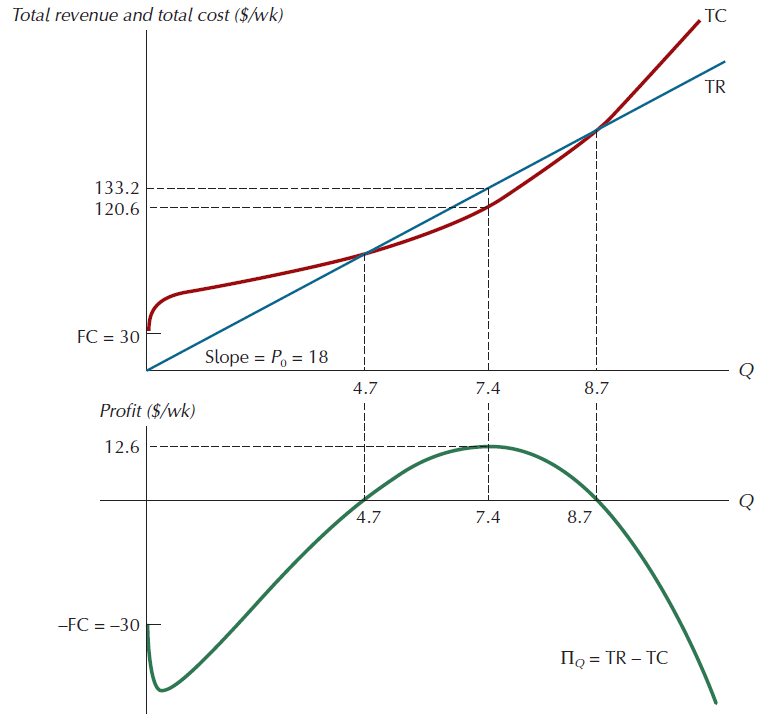 Total revenue and total cost ($/wk)
TC
TR
133.2
120.6
FC = 30
Slope = P₀ = 18
Q
4.7
7.4
8.7
Profit ($/wk)
12.6
Q
4.7
7.4
8.7
–FC = –30
Π_Q = TR – TC